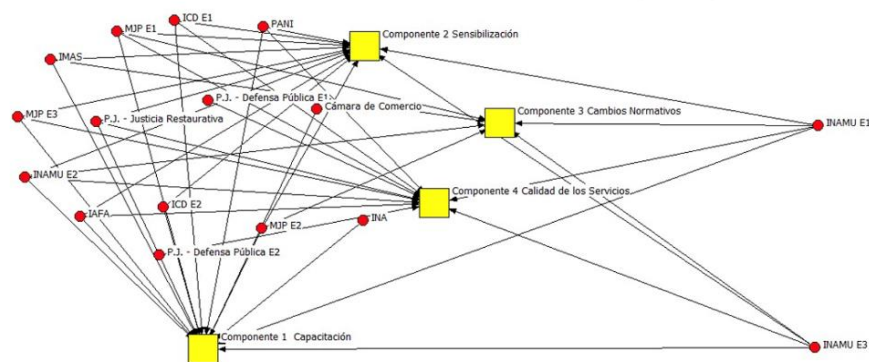 ICD E1
PANI
MJP E1
Componente 2 Sensibilización
IMAS
P.J. - Defensa Pública E1
Cámara de Comercio
Componente 3 Cambios Normativos
MJP E3
P.J. - Justicia Restaurativa
INAMU E1
INAMU E2
Componente 4 Calidad de los Servicios
ICD E2
IAFA
INA
MJP E2
P.J. - Defensa Pública E2
Componente 1 Capacitación
INAMU E3